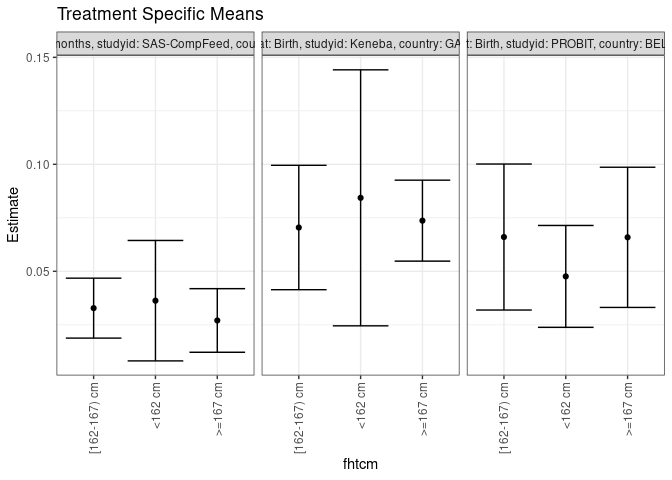 Treatment Specific Means
months, studyid: SAS-CompFeed, cou
at: Birth, studyid: Keneba, country: GA
t: Birth, studyid: PROBIT, country: BEL
0.15
0.10
0.05
Estimate
[162-167) cm
<162 cm
>=167 cm
[162-167) cm
<162 cm
>=167 cm
[162-167) cm
<162 cm
>=167 cm
fhtcm